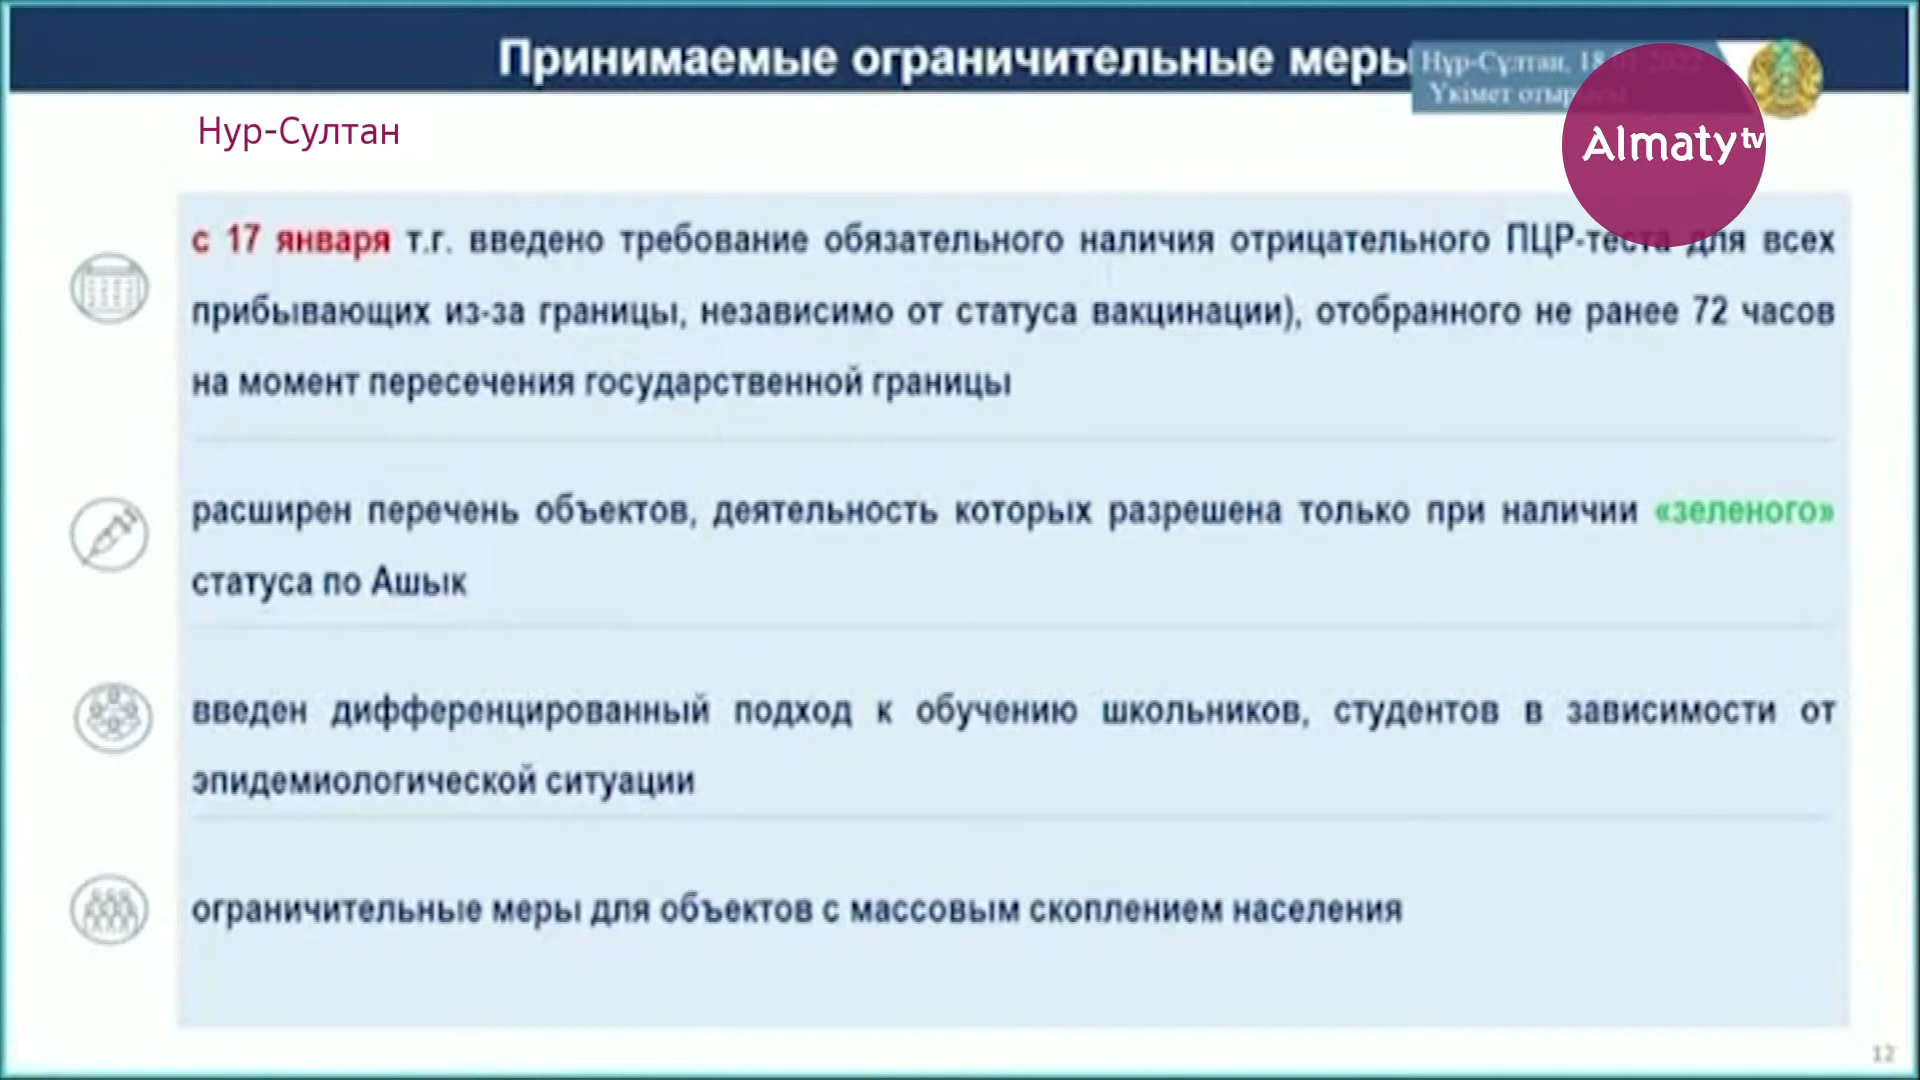 Принимаемые ограничительные меры
Нұр-Сұлтан, 18.01.2022
Үкімет отырысы
Нур-Султан
Almaty tv
с 17 января т.г. введено требование обязательного наличия отрицательного ПЦР-теста для всех
прибывающих из-за границы, независимо от статуса вакцинации), отобранного не ранее 72 часов
на момент пересечения государственной границы
расширен перечень объектов, деятельность которых разрешена только при наличии «зеленого»
статуса по Ашык
введен дифференцированный подход к обучению школьников, студентов в зависимости от
эпидемиологической ситуации
ограничительные меры для объектов с массовым скоплением населения
12